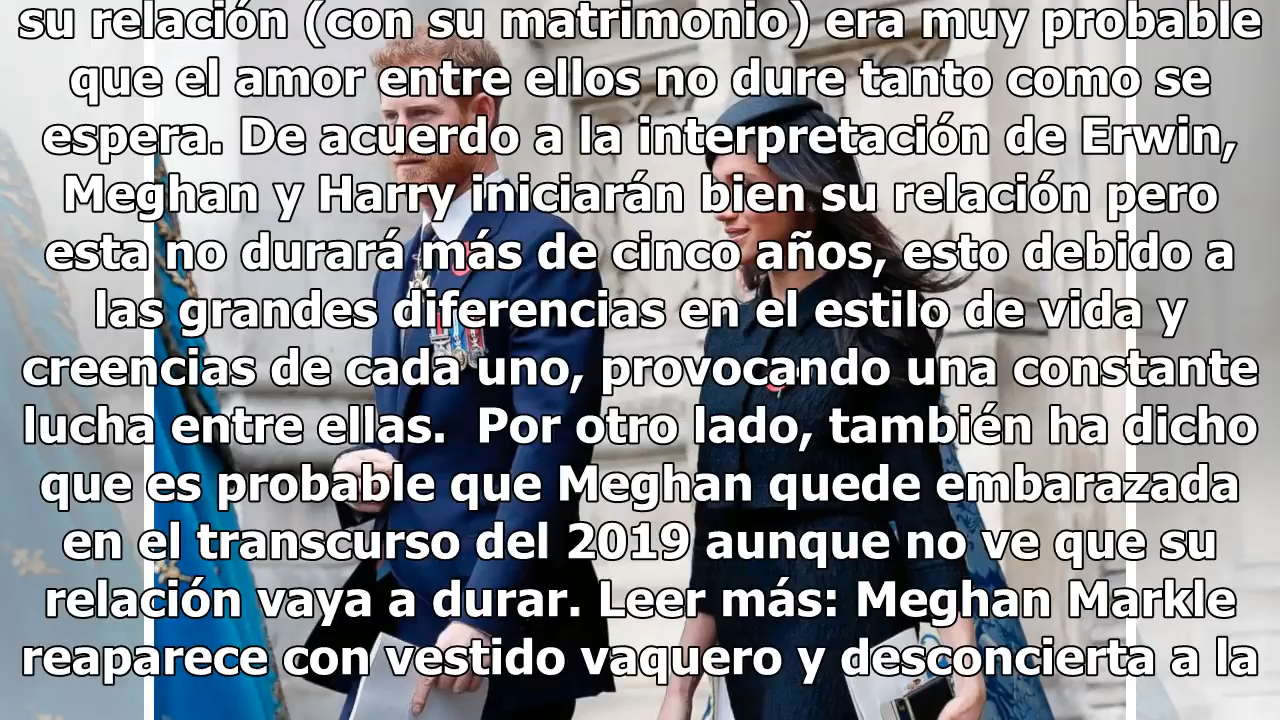 su relación (con su matrimonio) era muy probable
que el amor entre ellos no dure tanto como se
espera. De acuerdo a la interpretación de Erwin,
Meghan y Harry iniciarán bien su relación pero
esta no durará más de cinco años, esto debido a
las grandes diferencias en el estilo de vida y
creencias de cada uno, provocando una constante
lucha entre ellas.  Por otro lado, también ha dicho
que es probable que Meghan quede embarazada
en el transcurso del 2019 aunque no ve que su
relación vaya a durar. Leer más: Meghan Markle
reaparece con vestido vaquero y desconcierta a la